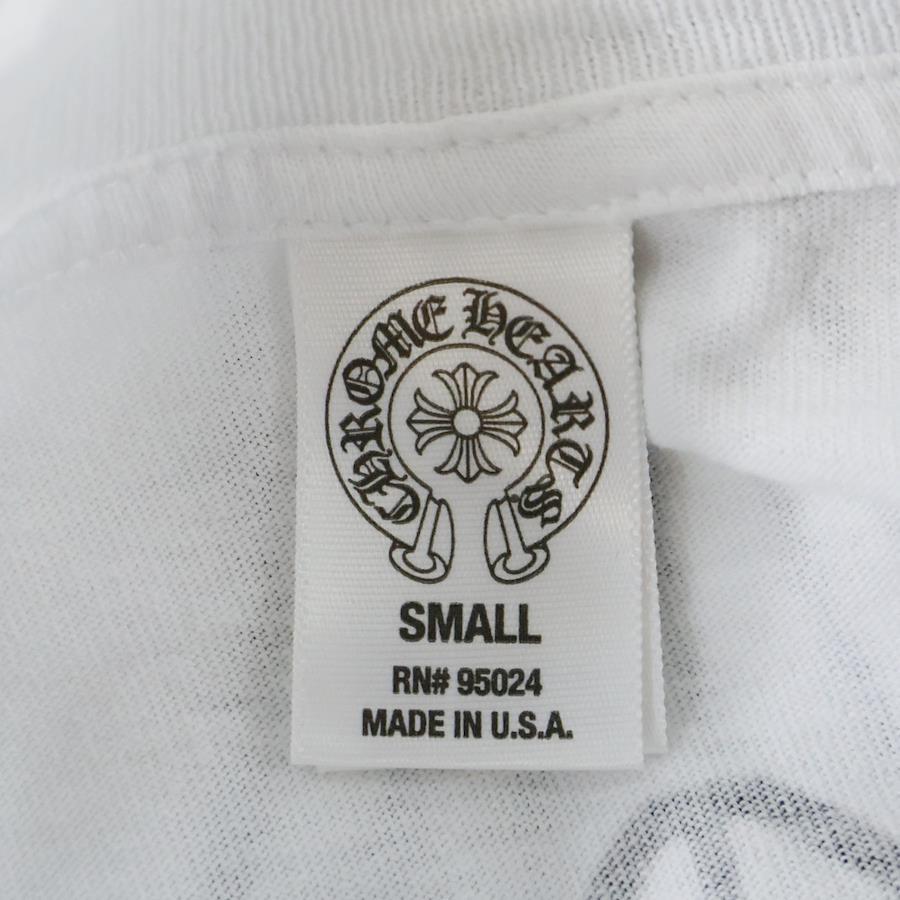 CHROME HEARTS
SMALL
RN# 95024
MADE IN U.S.A.